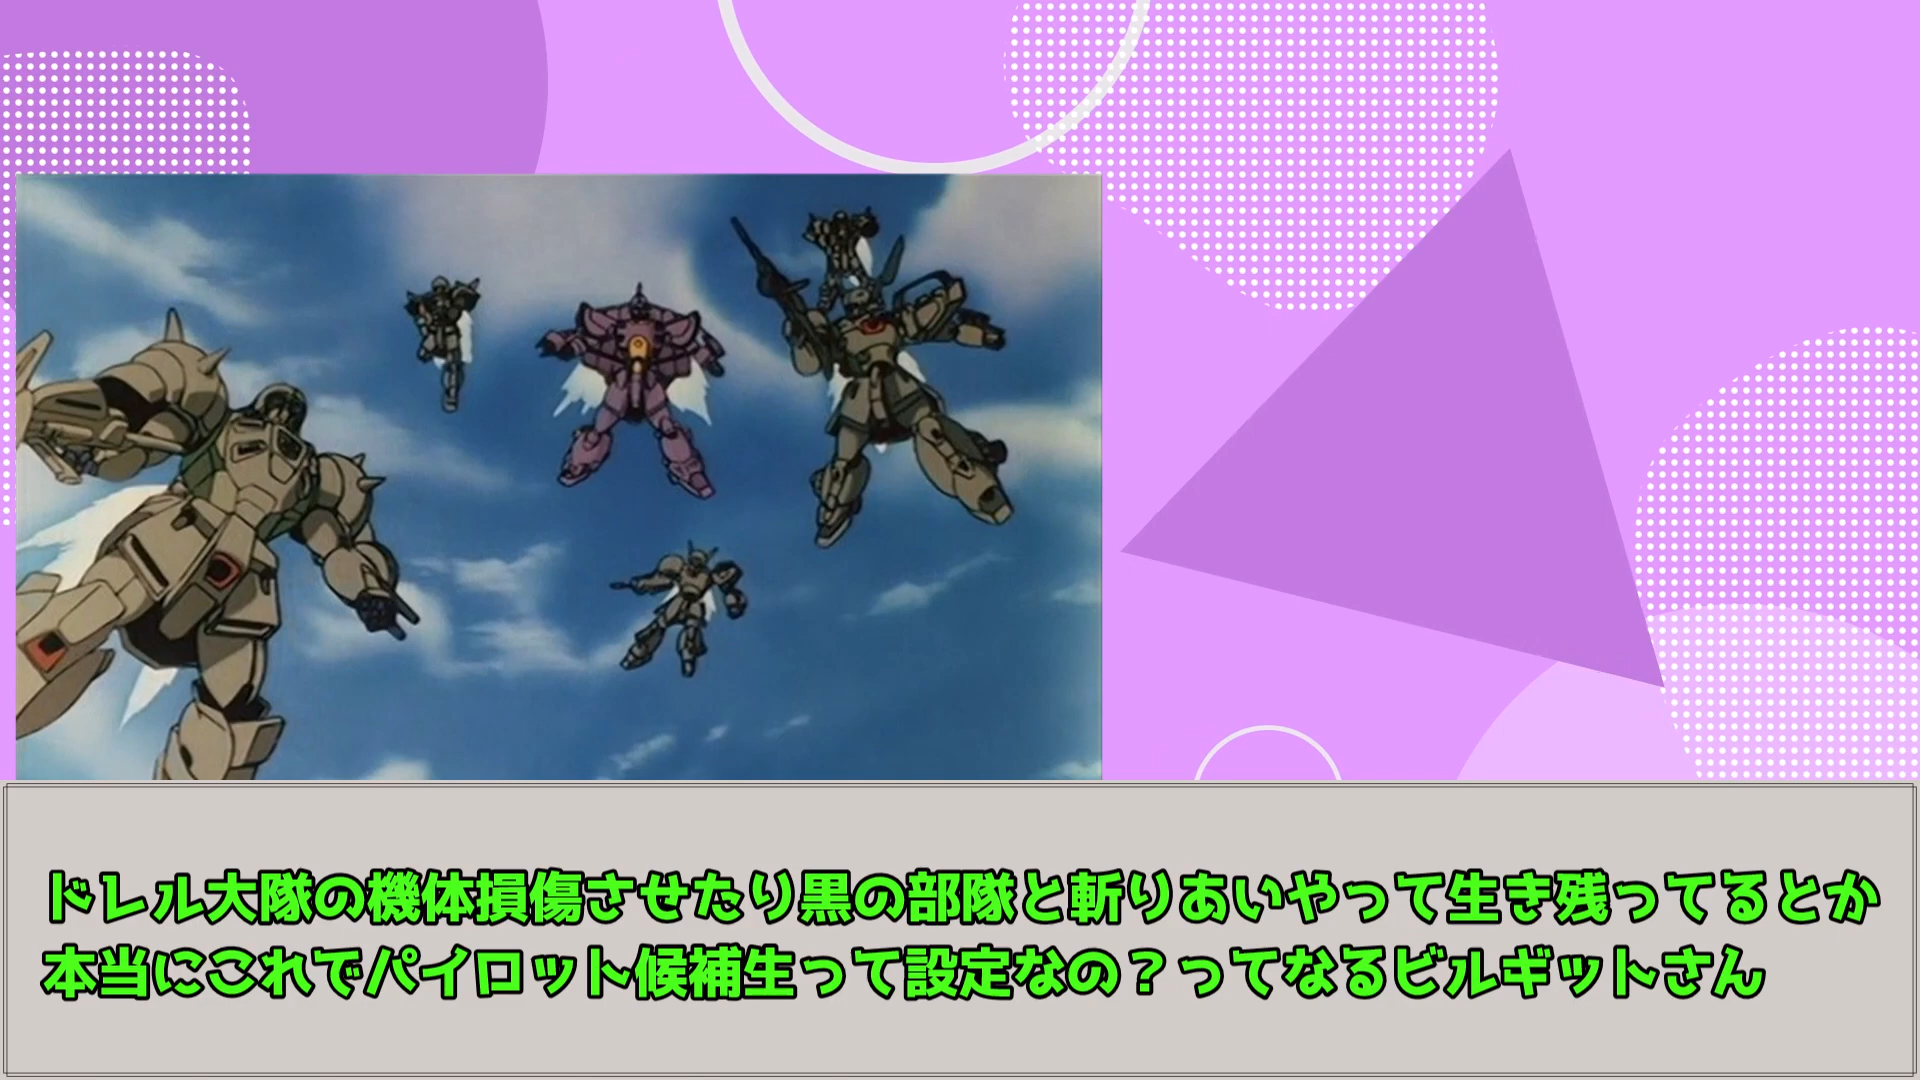 ドレル大隊の機体損傷させたり黒の部隊と斬りあいやって生き残ってるとか
本当にこれでパイロット候補生って設定なの？ってなるビルギットさん